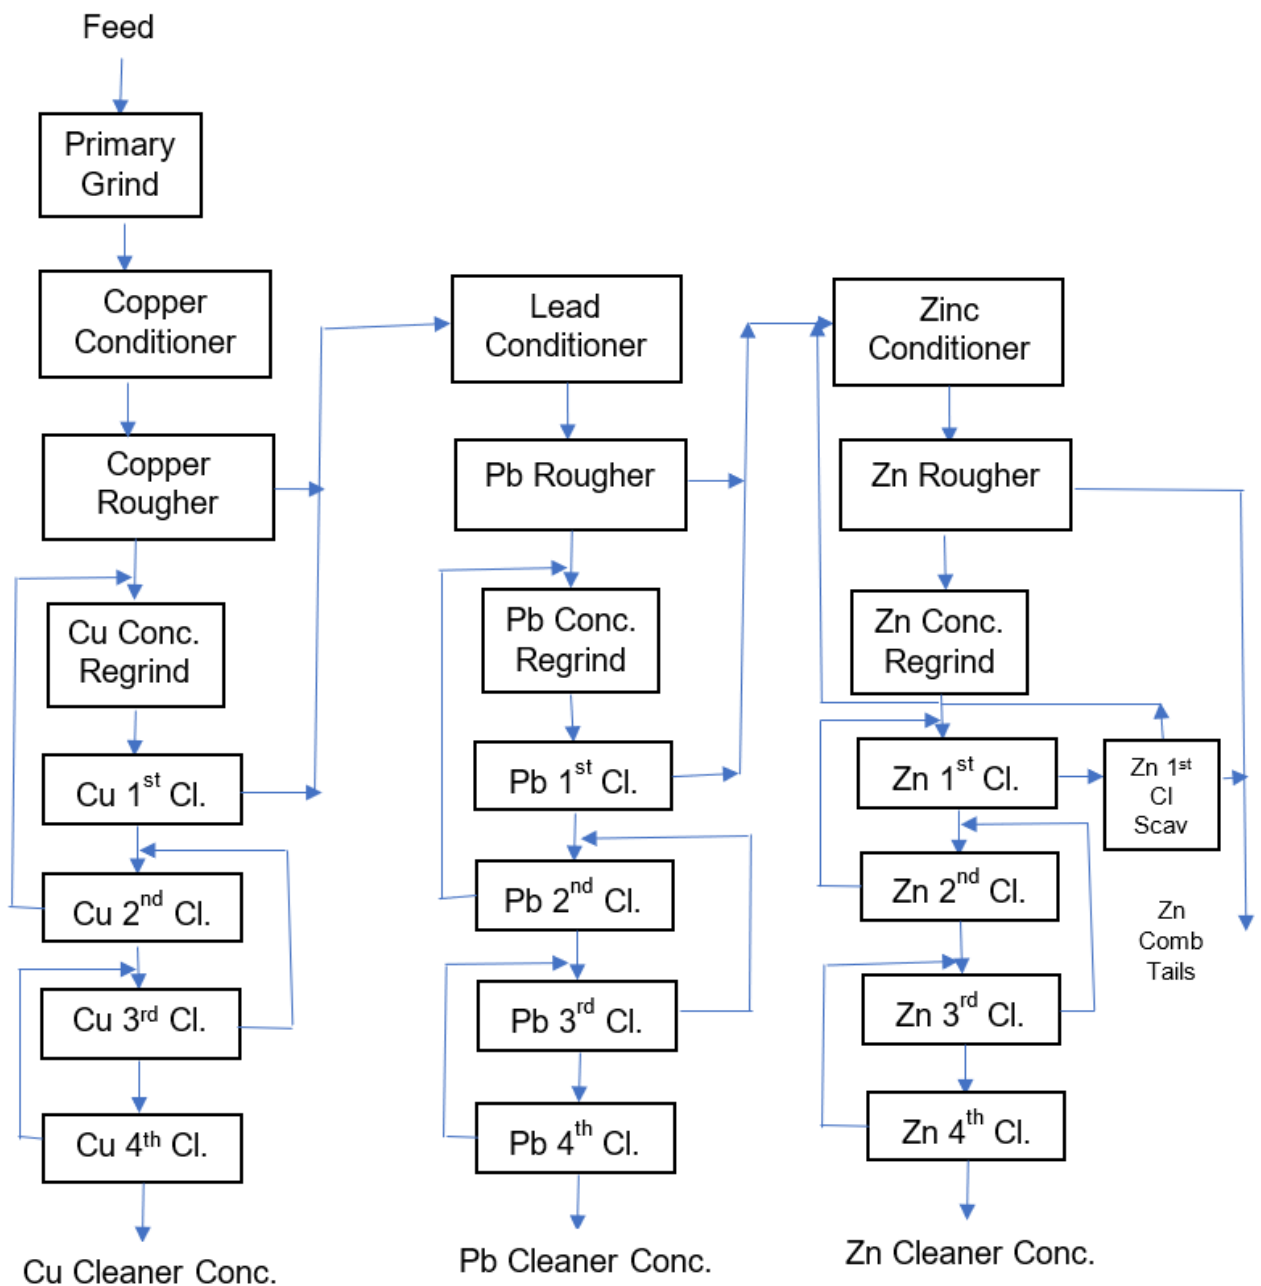 Feed
Primary
Grind
Copper
Conditioner
Copper
Rougher
Cu Conc.
Regrind
Cu 1st Cl.
Cu 2nd Cl.
Cu 3rd Cl.
Cu 4th Cl.
Cu Cleaner Conc.
Lead
Conditioner
Pb Rougher
Pb Conc.
Regrind
Pb 1st Cl.
Pb 2nd Cl.
Pb 3rd Cl.
Pb 4th Cl.
Pb Cleaner Conc.
Zinc
Conditioner
Zn Rougher
Zn Conc.
Regrind
Zn 1st Cl.
Zn 2nd Cl.
Zn 3rd Cl.
Zn 4th Cl.
Zn Cleaner Conc.
Zn 1st
Cl
Scav
Zn
Comb
Tails